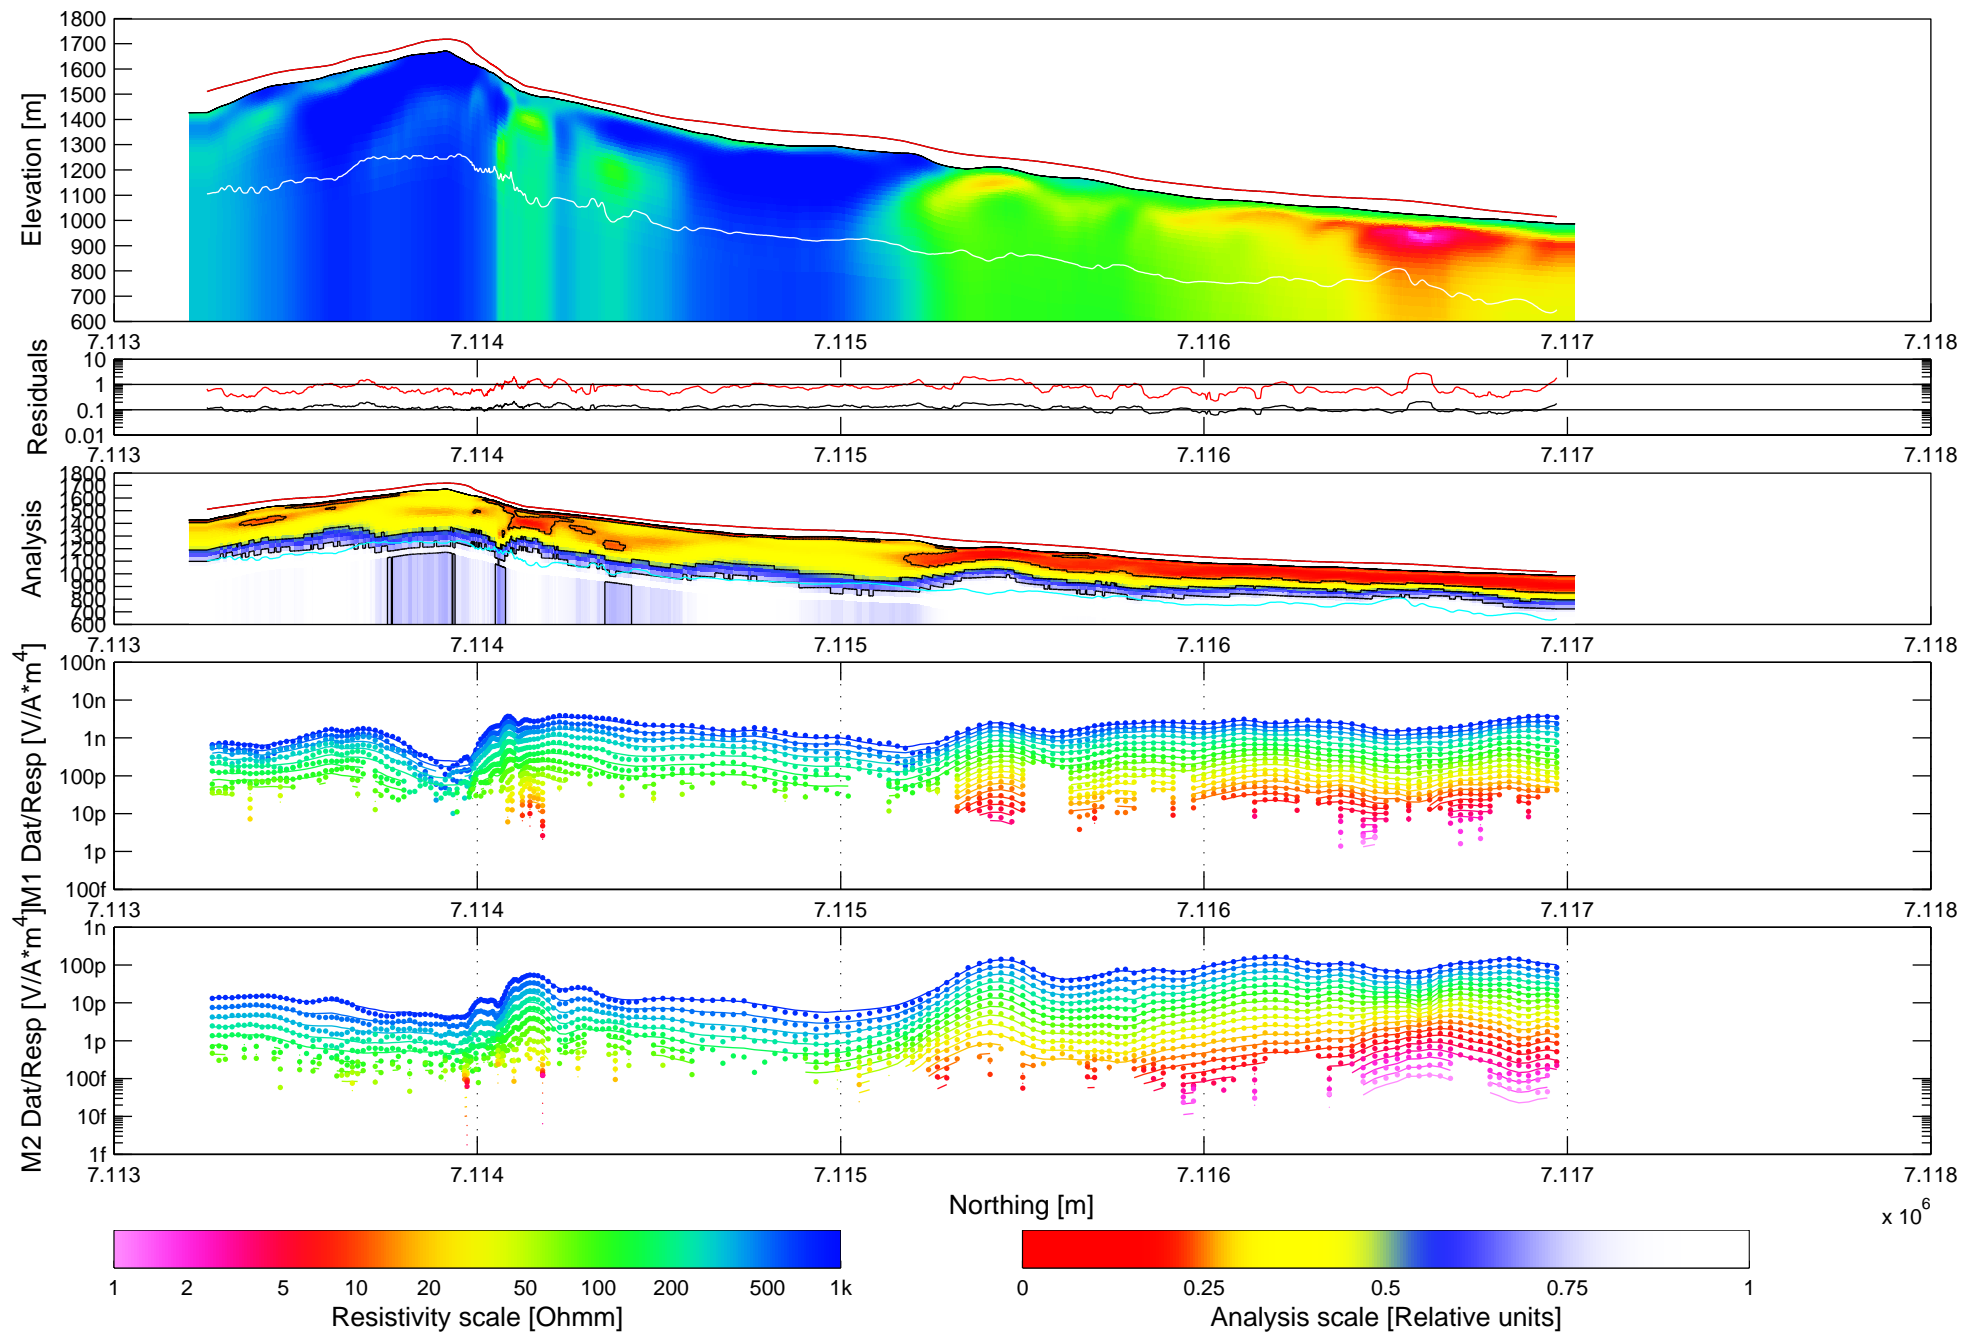 1800
1700
1600
1500
1400
1300
1200
1100
1000
900
800
700
600
Elevation [m]
7.113 7.114 7.115 7.116 7.117 7.118
10
1
0.1
0.01
Residuals
7.113 7.114 7.115 7.116 7.117 7.118
1800
1700
1600
1500
1400
1300
1200
1100
1000
900
800
700
600
Analysis
7.113 7.114 7.115 7.116 7.117 7.118
100n
10n
1n
100p
10p
1p
100f
M1 Dat/Resp [V/A*m^4]
7.113 7.114 7.115 7.116 7.117 7.118
1n
100p
10p
1p
100f
10f
1f
M2 Dat/Resp [V/A*m^4]
7.113 7.114 7.115 7.116 7.117 7.118
Northing [m]
x 10^6
1 2 5 10 20 50 100 200 500 1k
Resistivity scale [Ohmm]
0 0.25 0.5 0.75 1
Analysis scale [Relative units]